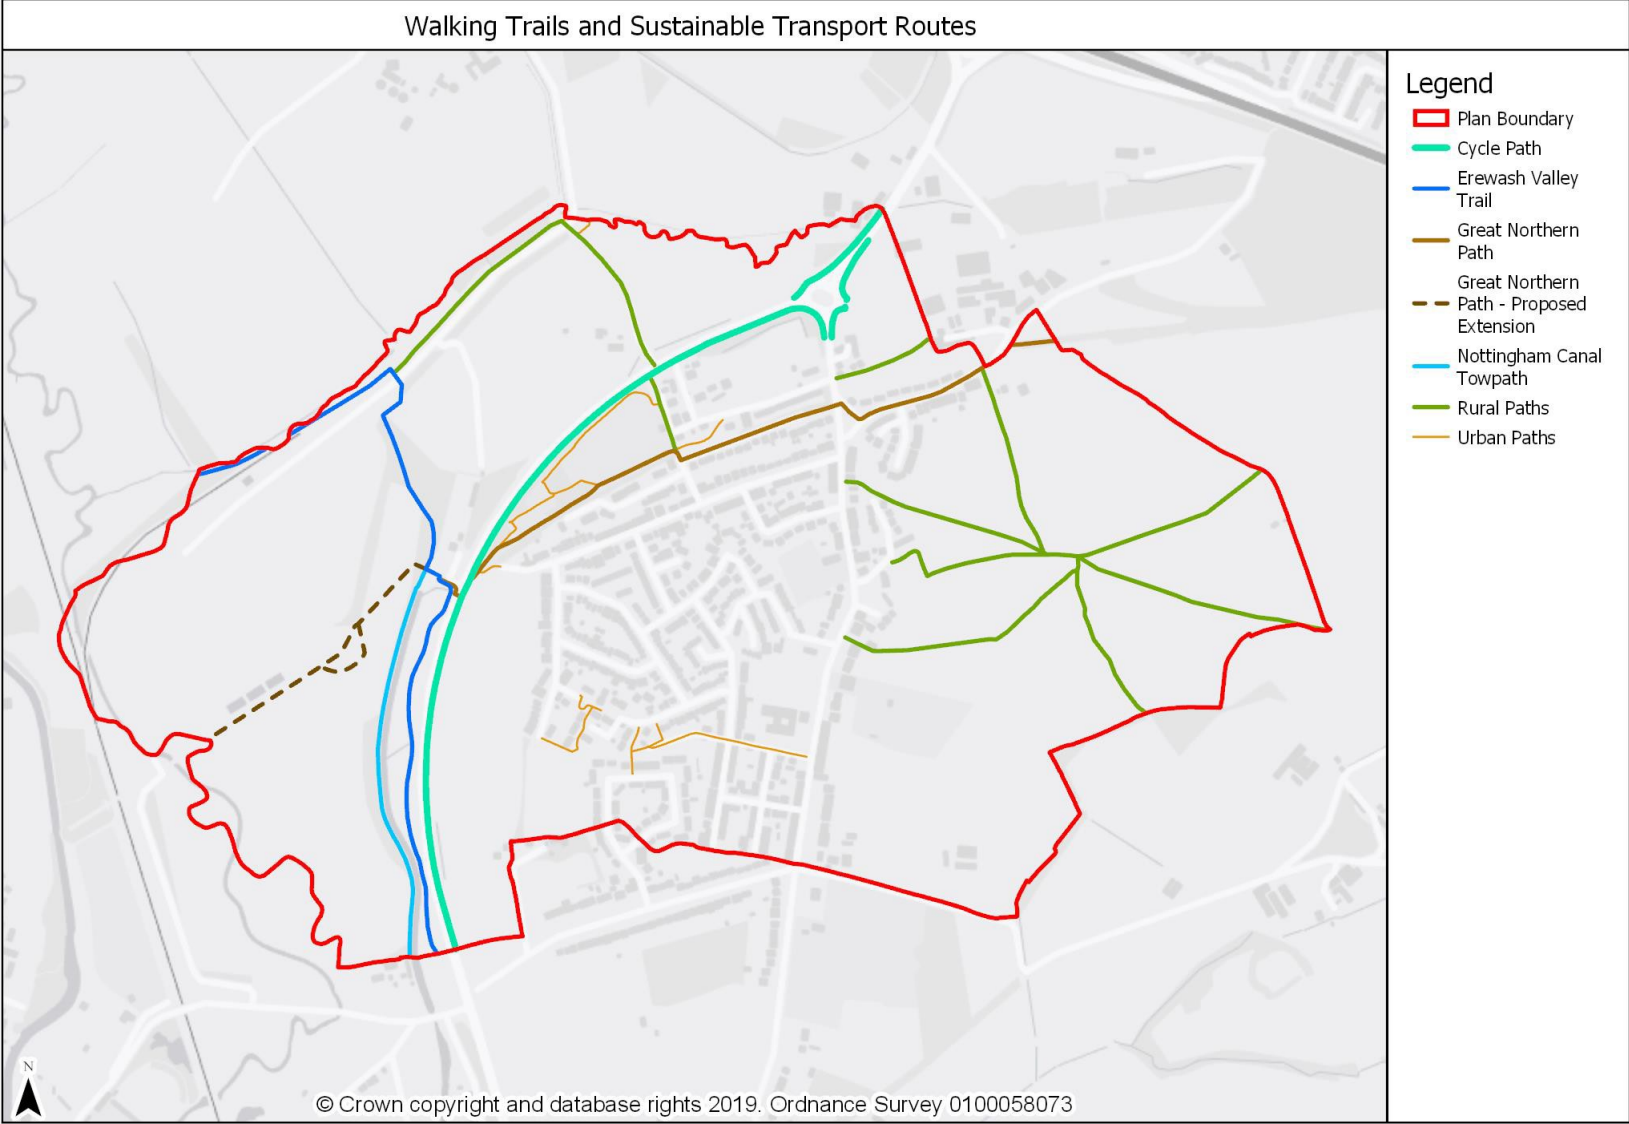 Walking Trails and Sustainable Transport Routes
Legend
Plan Boundary
Cycle Path
Erewash Valley
Trail
Great Northern
Path
Great Northern
Path - Proposed
Extension
Nottingham Canal
Towpath
Rural Paths
Urban Paths
N
© Crown copyright and database rights 2019. Ordnance Survey 0100058073